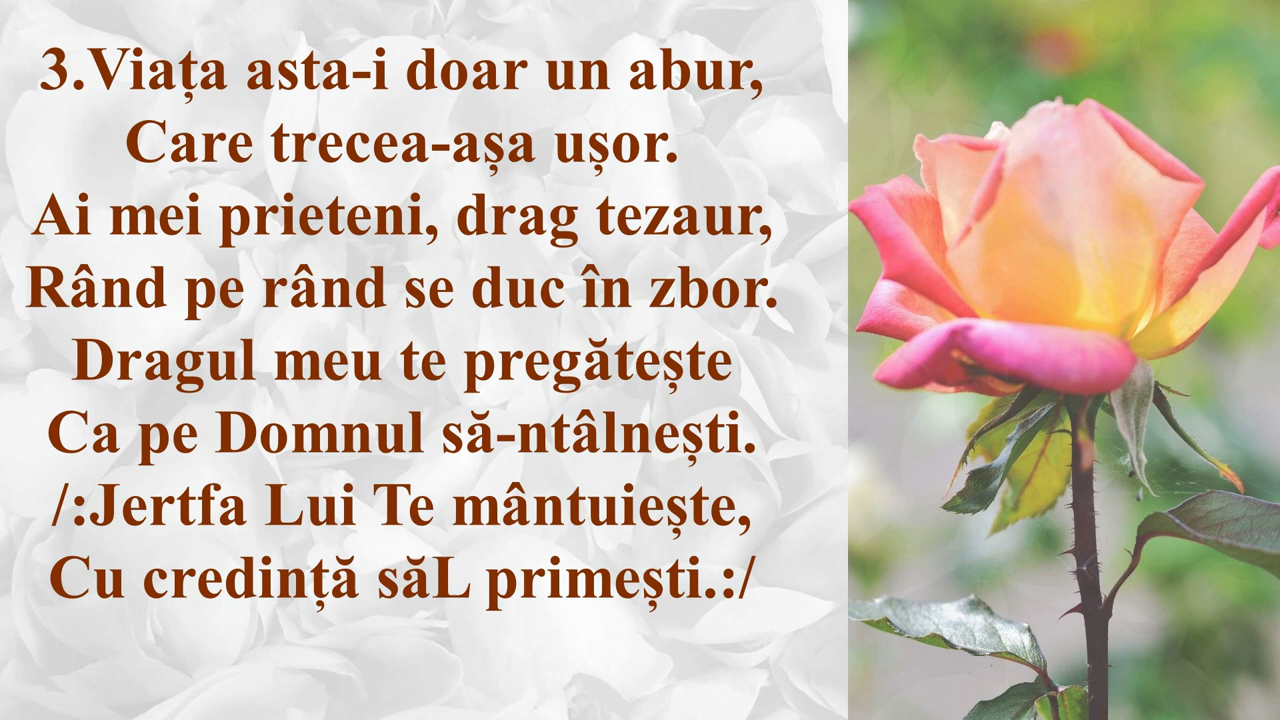 3.Viața asta-i doar un abur,
Care trecea-așa ușor.
Ai mei prieteni, drag tezaur,
Rând pe rând se duc în zbor.
Dragul meu te pregătește
Ca pe Domnul să-ntâlnești.
/:Jertfa Lui Te mântuiește,
Cu credință săL primești.:/